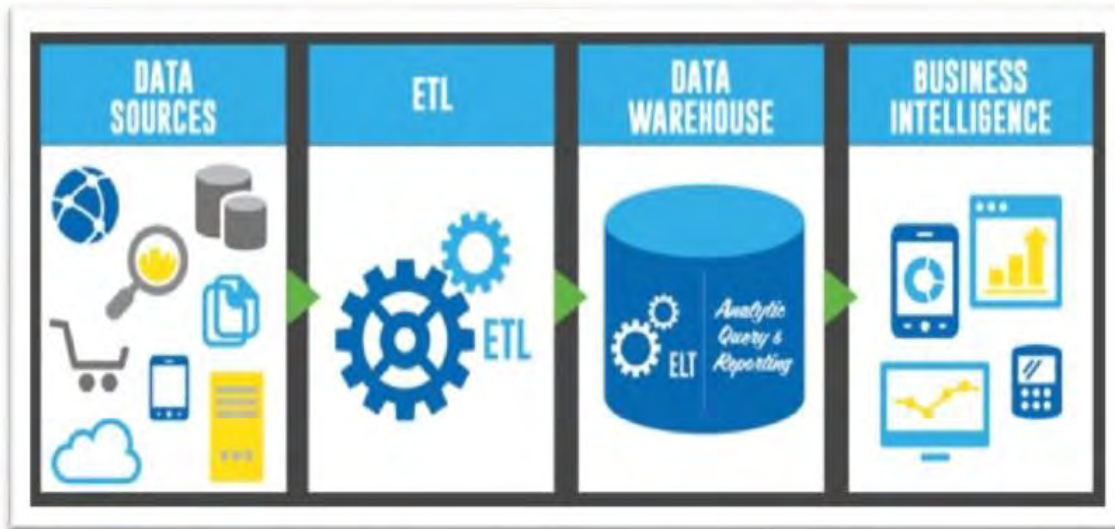 DATA
SOURCES
ETL
DATA
WAREHOUSE
BUSINESS
INTELLIGENCE
ETL
ELT
Analytic
Query &
Reporting